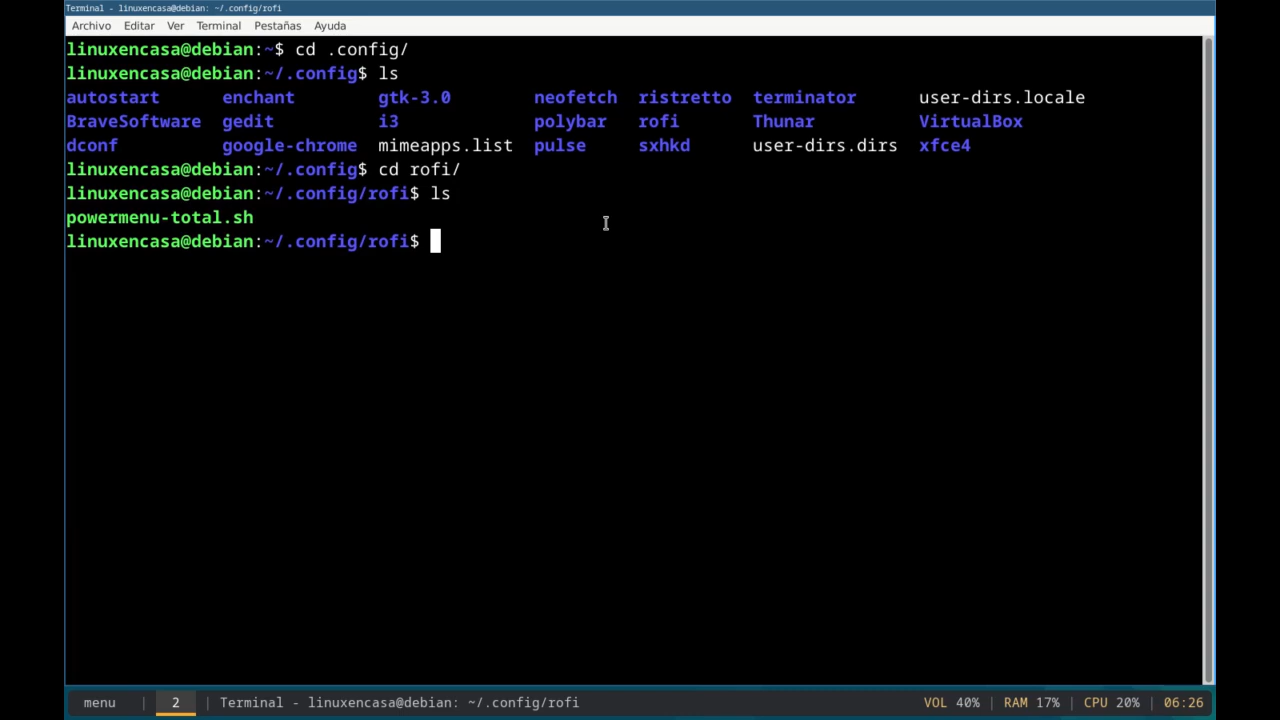 Terminal - linuxencasa@debian: ~/.config/rofi
Archivo Editar Ver Terminal Pestañas Ayuda
linuxencasa@debian:~$ cd .config/
linuxencasa@debian:~/.config$ ls
autostart enchant gtk-3.0 neofetch ristretto terminator user-dirs.locale
BraveSoftware gedit i3 polybar rofi Thunar VirtualBox
dconf google-chrome mimeapps.list pulse sxhkd user-dirs.dirs xfce4
linuxencasa@debian:~/.config$ cd rofi/
linuxencasa@debian:~/.config/rofi$ ls
powermenu-total.sh
linuxencasa@debian:~/.config/rofi$
menu | 2 | Terminal - linuxencasa@debian: ~/.config/rofi VOL 40% | RAM 17% | CPU 20% | 06:26